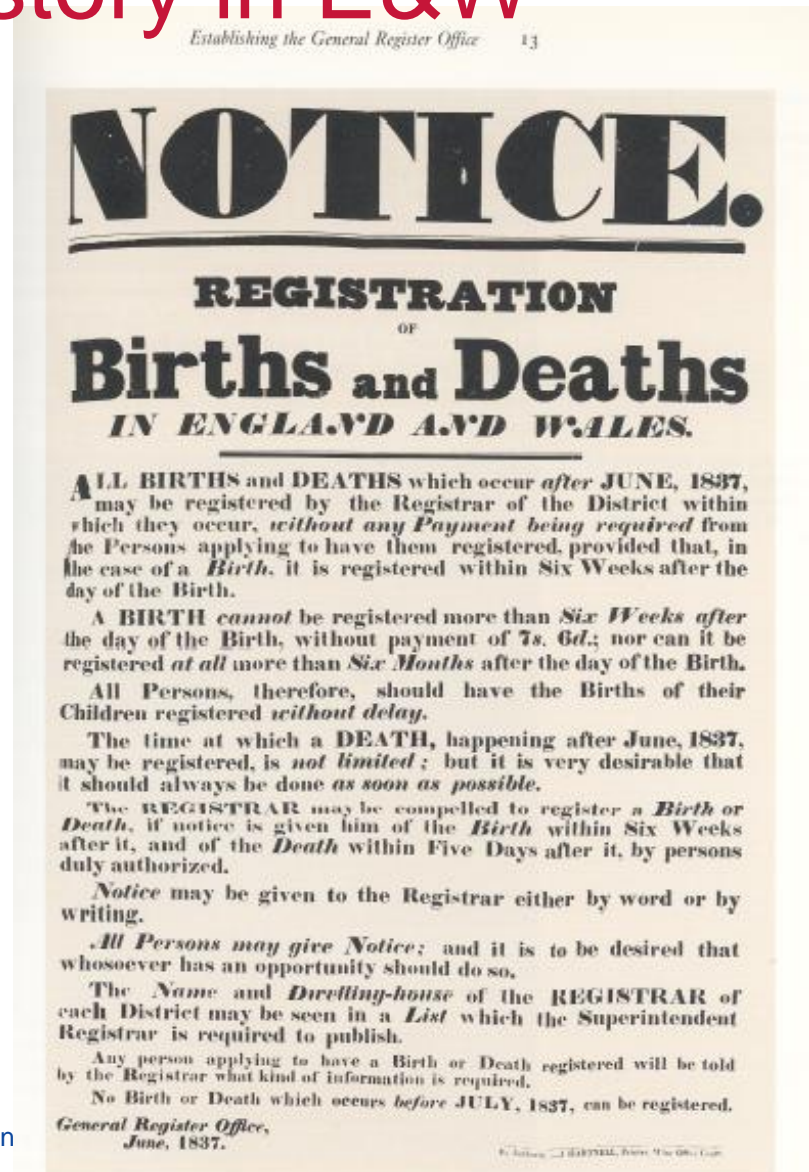 story in E&W
Establishing the General Register Office 13
NOTICE.
REGISTRATION
OF
Births and Deaths
IN ENGLAND AND WALES.
ALL BIRTHS and DEATHS which occur after JUNE, 1837,
may be registered by the Registrar of the District within
which they occur, without any Payment being required from
the Persons applying to have them registered, provided that, in
the case of a Birth, it is registered within Six Weeks after the
day of the Birth.
A BIRTH cannot be registered more than Six Weeks after
the day of the Birth, without payment of 7s. 6d.; nor can it be
registered at all more than Six Months after the day of the Birth.
All Persons, therefore, should have the Births of their
Children registered without delay.
The time at which a DEATH, happening after June, 1837,
may be registered, is not limited; but it is very desirable that
it should always be done as soon as possible.
The REGISTRAR may be compelled to register a Birth or
Death, if notice is given him of the Birth within Six Weeks
after it, and of the Death within Five Days after it, by persons
duly authorized.
Notice may be given to the Registrar either by word or by
writing.
All Persons may give Notice; and it is to be desired that
whosoever has an opportunity should do so.
The Name and Dwelling-house of the REGISTRAR of
each District may be seen in a List which the Superintendent
Registrar is required to publish.
Any person applying to have a Birth or Death registered will be told
by the Registrar what kind of information is required.
No Birth or Death which occurs before JULY, 1837, can be registered.
General Register Office,
June, 1837.
HARTNELL, Printer,
n